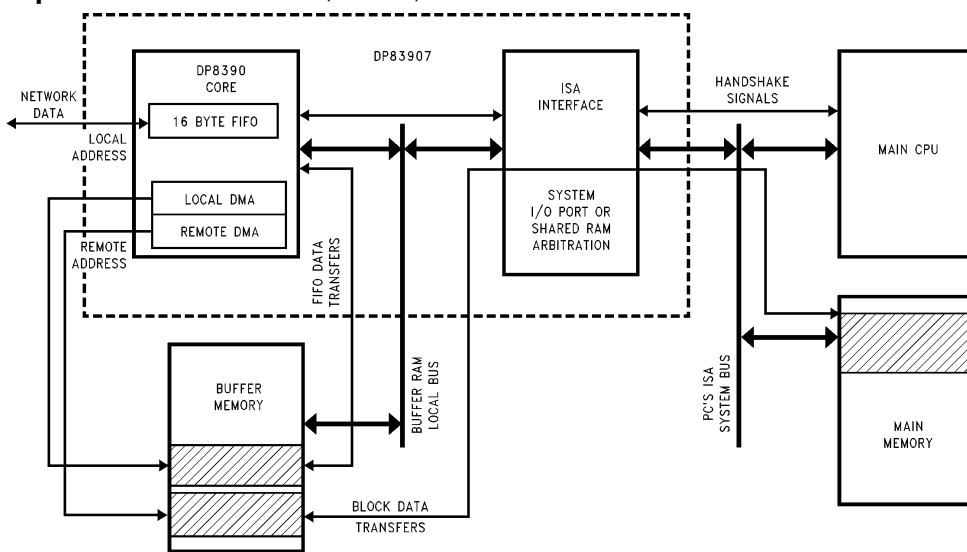 DP83907
DP8390
CORE
16 BYTE FIFO
NETWORK
DATA
LOCAL
ADDRESS
LOCAL DMA
REMOTE DMA
REMOTE
ADDRESS
FIFO DATA
TRANSFERS
ISA
INTERFACE
SYSTEM
I/O PORT OR
SHARED RAM
ARBITRATION
HANDSHAKE
SIGNALS
MAIN CPU
BUFFER
MEMORY
BUFFER RAM
LOCAL BUS
PC'S ISA
SYSTEM BUS
MAIN
MEMORY
BLOCK DATA
TRANSFERS